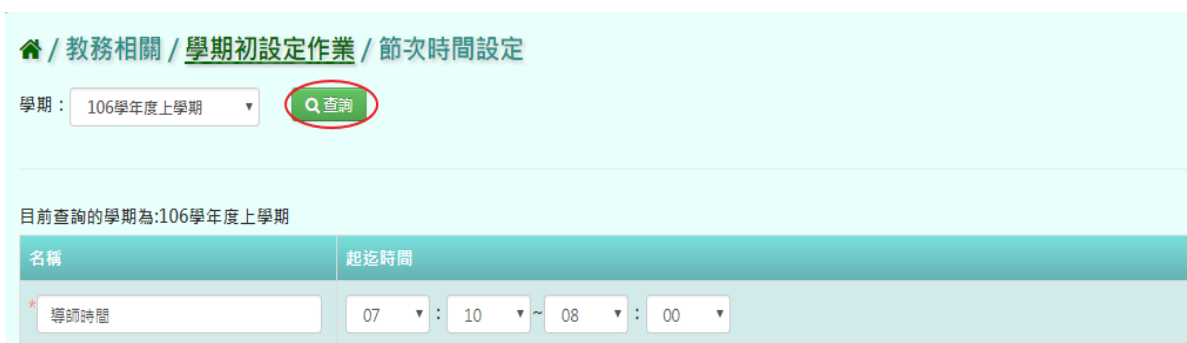 / 教務相關 / 學期初設定作業 / 節次時間設定
學期： 106學年度上學期 查詢
目前查詢的學期為:106學年度上學期
名稱 起迄時間
* 導師時間 07 : 10 ~ 08 : 00